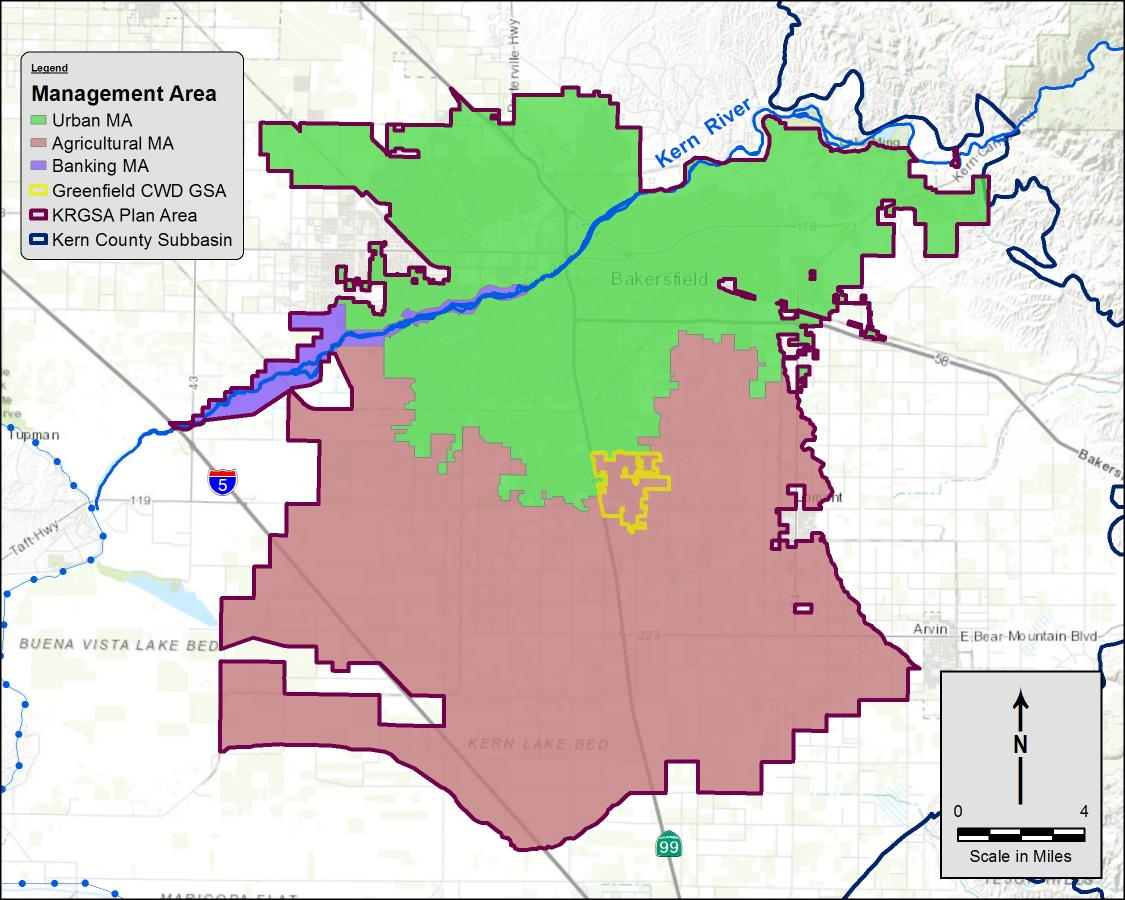 Legend
Management Area
Urban MA
Agricultural MA
Banking MA
Greenfield CWD GSA
KRGSA Plan Area
Kern County Subbasin
Kern River
178
Bakersfield
58
43
Tupman
5
119
Taft-Hwy
BUENA VISTA LAKE BED
223
Arvin
E Bear Mountain Blvd
KERN LAKE BED
99
N
0 4
Scale in Miles